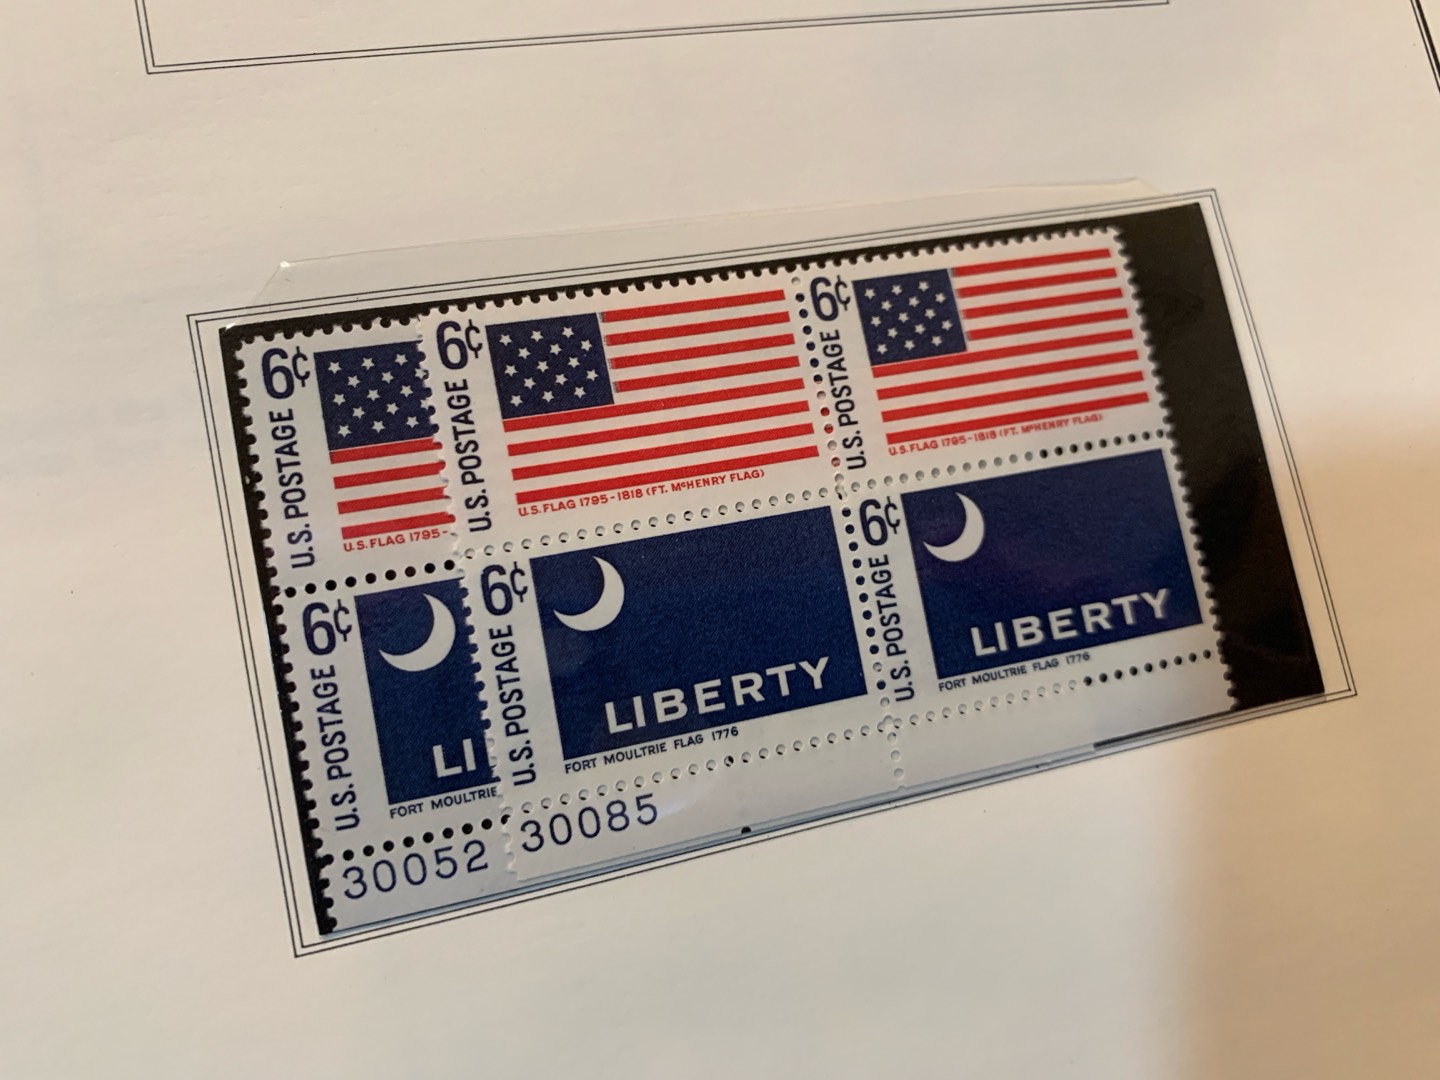 6¢
U.S. POSTAGE
U.S. FLAG 1795-
6¢
U.S. POSTAGE
U.S. FLAG 1795-1818 (FT. McHENRY FLAG)
6¢
U.S. POSTAGE
U.S. FLAG 1795-1818 (FT. McHENRY FLAG)
6¢
U.S. POSTAGE
LI
FORT MOULTRIE
30052
6¢
U.S. POSTAGE
LIBERTY
FORT MOULTRIE FLAG 1776
30085
6¢
U.S. POSTAGE
LIBERTY
FORT MOULTRIE FLAG 1776